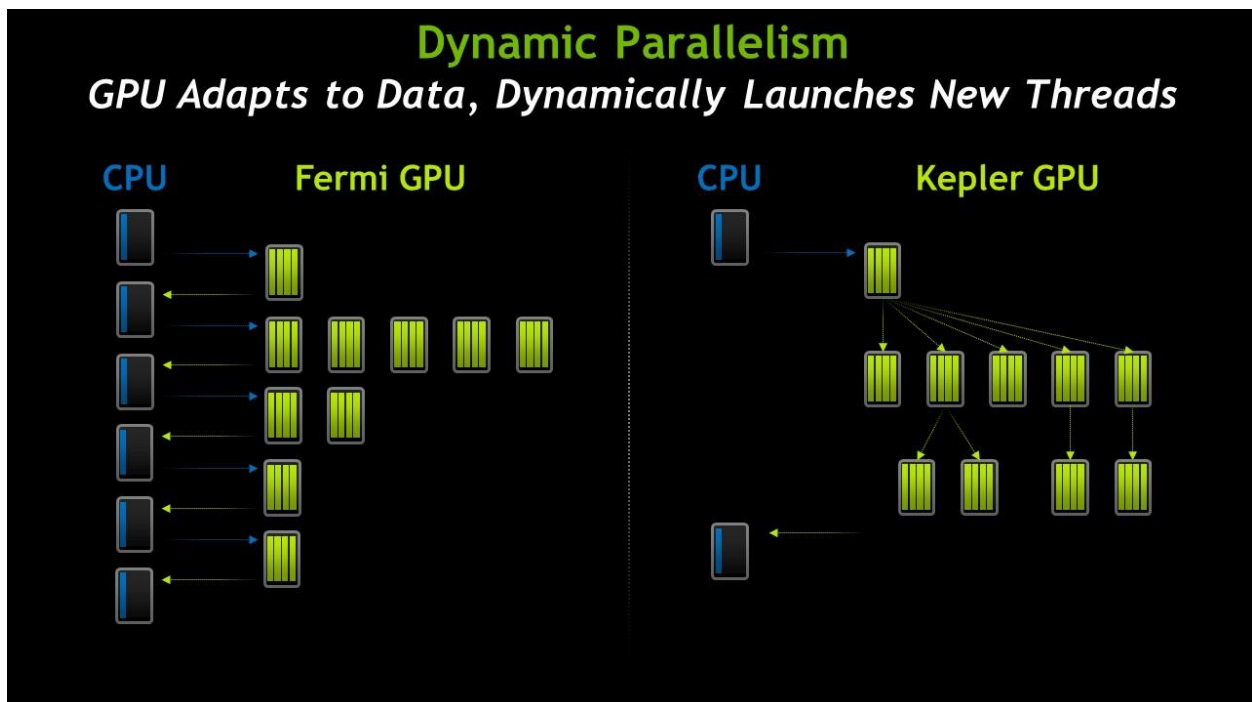 Dynamic Parallelism
GPU Adapts to Data, Dynamically Launches New Threads
CPU
Fermi GPU
CPU
Kepler GPU